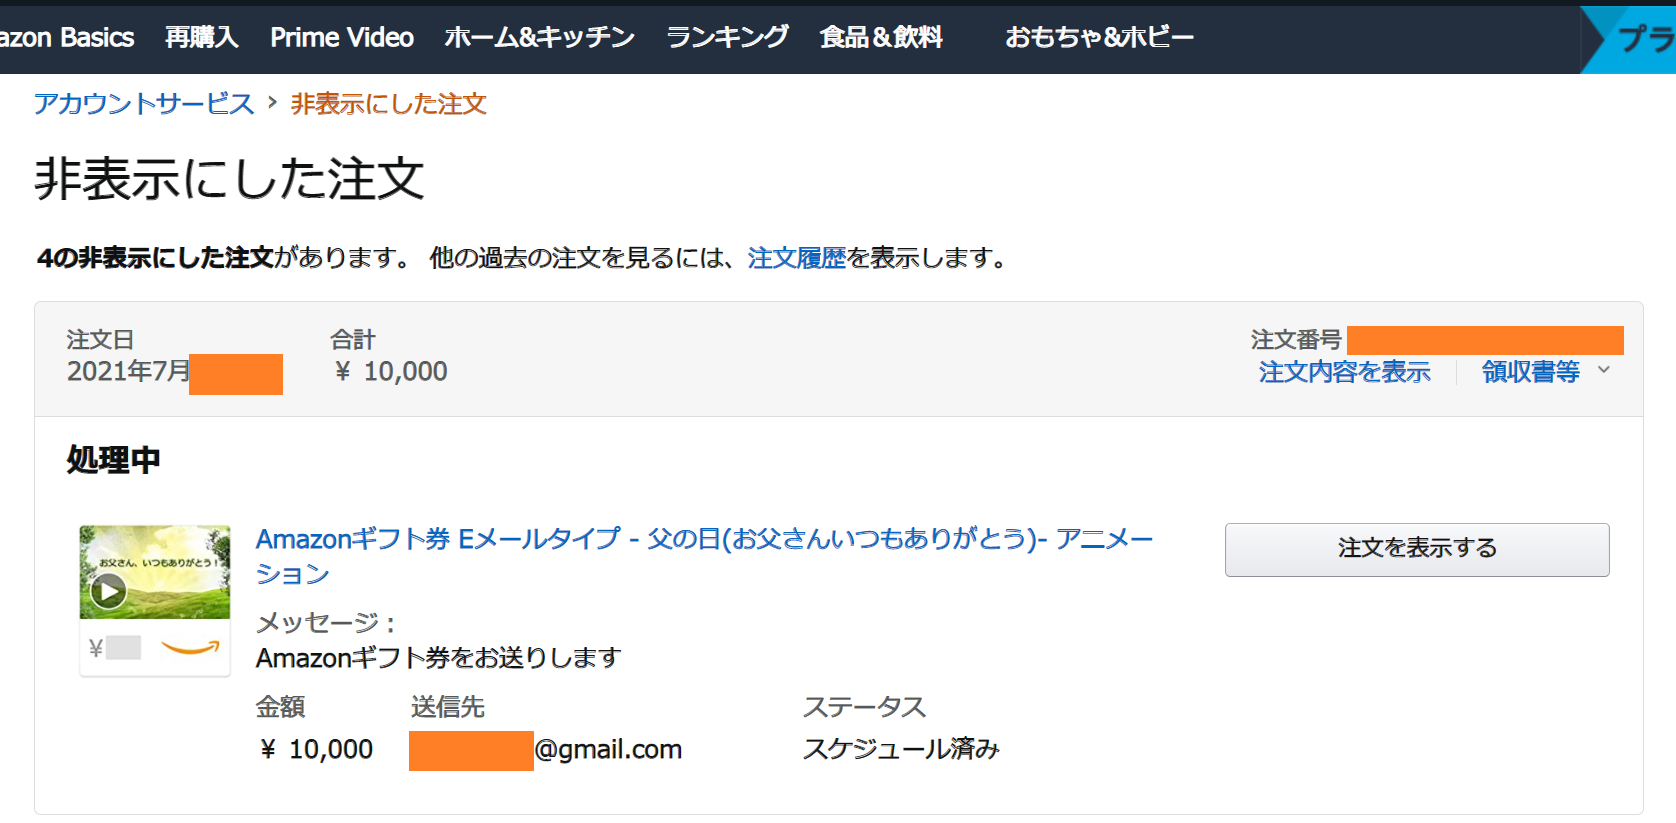 azon Basics 再購入 Prime Video ホーム&キッチン ランキング 食品＆飲料 おもちゃ&ホビー プラ
アカウントサービス › 非表示にした注文
非表示にした注文
4の非表示にした注文があります。 他の過去の注文を見るには、注文履歴を表示します。
注文日 合計 注文番号
2021年7月 ¥ 10,000 注文内容を表示 領収書等
処理中
Amazonギフト券 Eメールタイプ - 父の日(お父さんいつもありがとう)- アニメー
ション
注文を表示する
お父さん、いつもありがとう！
¥
メッセージ：
Amazonギフト券をお送りします
金額 送信先 ステータス
¥ 10,000 @gmail.com スケジュール済み